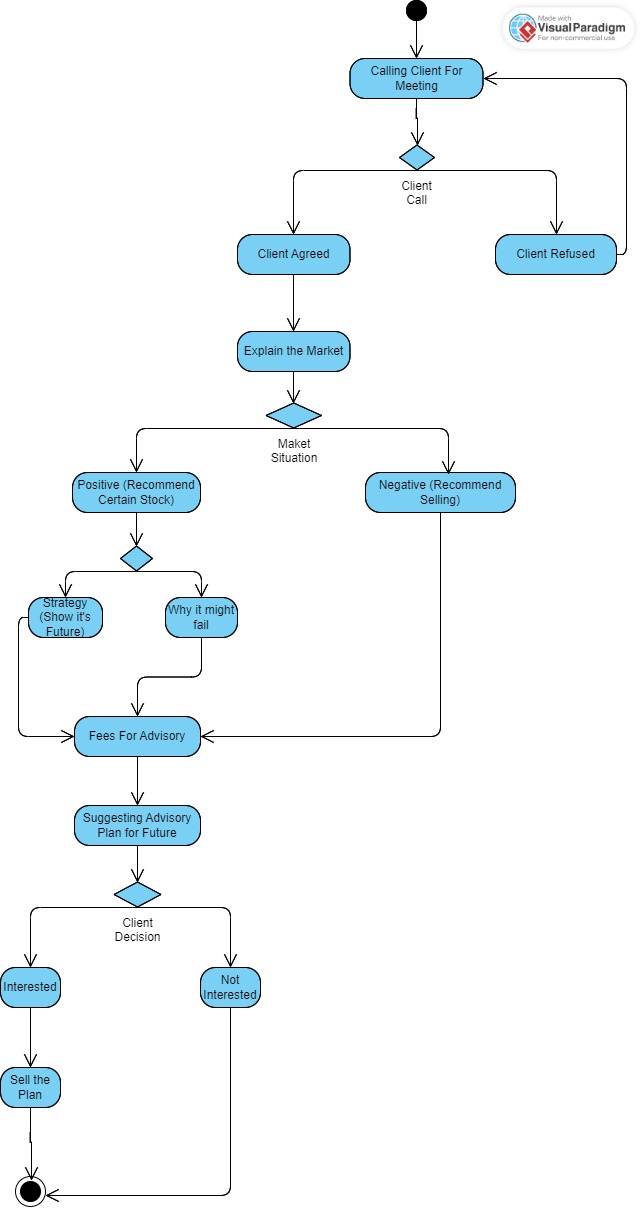 Made with
VisualParadigm
For non-commercial use
Calling Client For
Meeting
Client
Call
Client Agreed
Client Refused
Explain the Market
Maket
Situation
Positive (Recommend
Certain Stock)
Negative (Recommend
Selling)
Strategy
(Show it's
Future)
Why it might
fail
Fees For Advisory
Suggesting Advisory
Plan for Future
Client
Decision
Interested
Not
Interested
Sell the
Plan